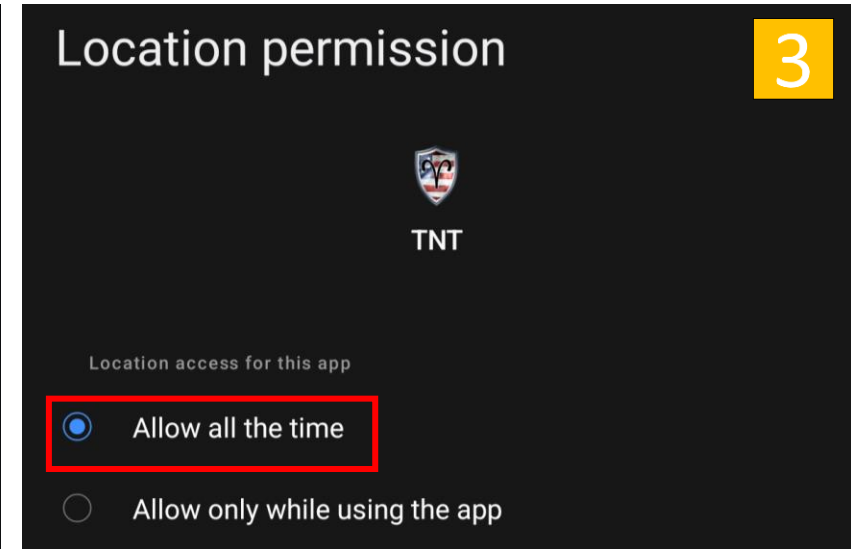 Location permission
3
TNT
Location access for this app
Allow all the time
Allow only while using the app